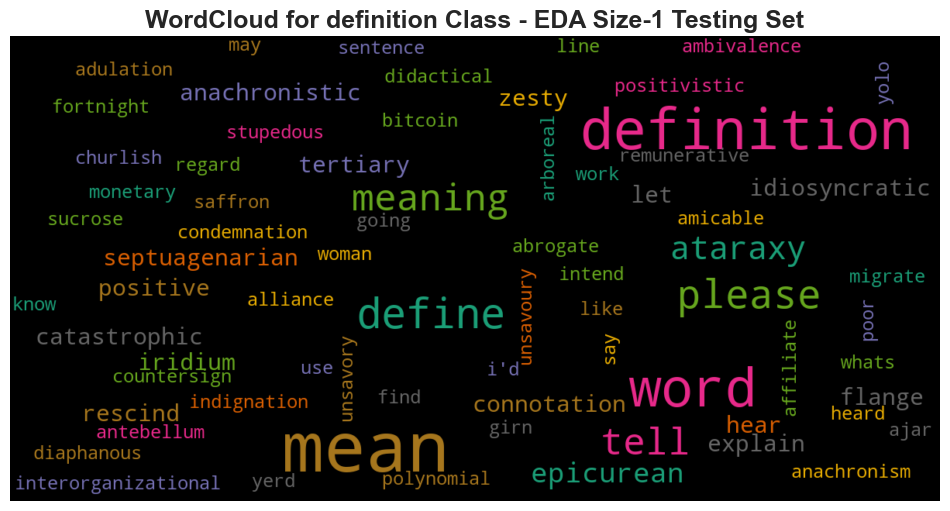 WordCloud for definition Class - EDA Size-1 Testing Set
may
sentence
line
ambivalence
adulation
didactical
positivistic
yolo
anachronistic
zesty
fortnight
bitcoin
definition
stupedous
churlish
regard
tertiary
arboreal
remunerative
work
monetary
saffron
meaning
let
idiosyncratic
sucrose
going
amicable
condemnation
septuagenarian
woman
abrogate
ataraxy
positive
alliance
unsavoury
intend
please
migrate
know
define
like
poor
catastrophic
say
iridium
countersign
use
unsavory
i'd
affiliate
whats
indignation
find
connotation
word
flange
rescind
heard
antebellum
girn
hear
ajar
diaphanous
mean
tell
explain
interorganizational
yerd
polynomial
epicurean
anachronism